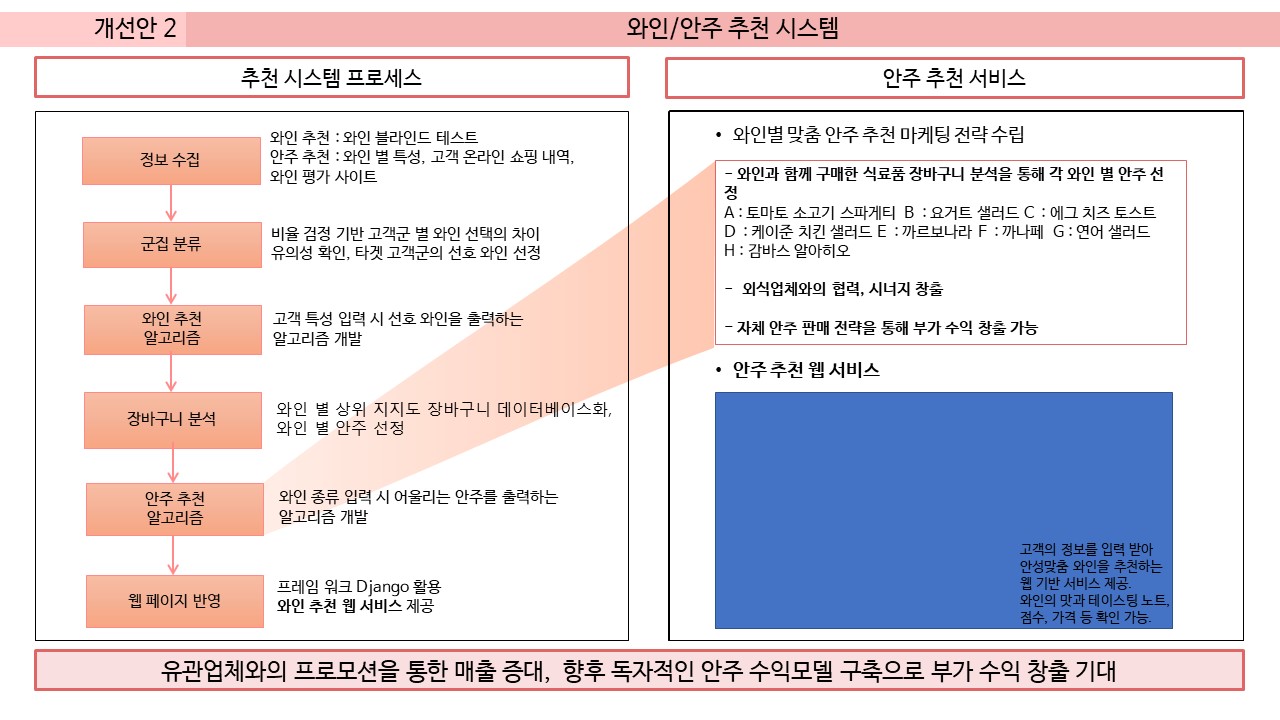 개선안 2
와인/안주 추천 시스템
추천 시스템 프로세스
정보 수집
와인 추천 : 와인 블라인드 테스트
안주 추천 : 와인 별 특성, 고객 온라인 쇼핑 내역,
와인 평가 사이트
군집 분류
비율 검정 기반 고객군 별 와인 선택의 차이
유의성 확인, 타겟 고객군의 선호 와인 선정
와인 추천
알고리즘
고객 특성 입력 시 선호 와인을 출력하는
알고리즘 개발
장바구니 분석
와인 별 상위 지지도 장바구니 데이터베이스화,
와인 별 안주 선정
안주 추천
알고리즘
와인 종류 입력 시 어울리는 안주를 출력하는
알고리즘 개발
웹 페이지 반영
프레임 워크 Django 활용
와인 추천 웹 서비스 제공
안주 추천 서비스
• 와인별 맞춤 안주 추천 마케팅 전략 수립
- 와인과 함께 구매한 식료품 장바구니 분석을 통해 각 와인 별 안주 선
정
A : 토마토 소고기 스파게티 B : 요거트 샐러드 C : 에그 치즈 토스트
D : 케이준 치킨 샐러드 E : 까르보나라 F : 까나페 G : 연어 샐러드
H : 감바스 알아히오
- 외식업체와의 협력, 시너지 창출
- 자체 안주 판매 전략을 통해 부가 수익 창출 가능
• 안주 추천 웹 서비스
고객의 정보를 입력 받아
안성맞춤 와인을 추천하는
웹 기반 서비스 제공.
와인의 맛과 테이스팅 노트,
점수, 가격 등 확인 가능.
유관업체와의 프로모션을 통한 매출 증대, 향후 독자적인 안주 수익모델 구축으로 부가 수익 창출 기대